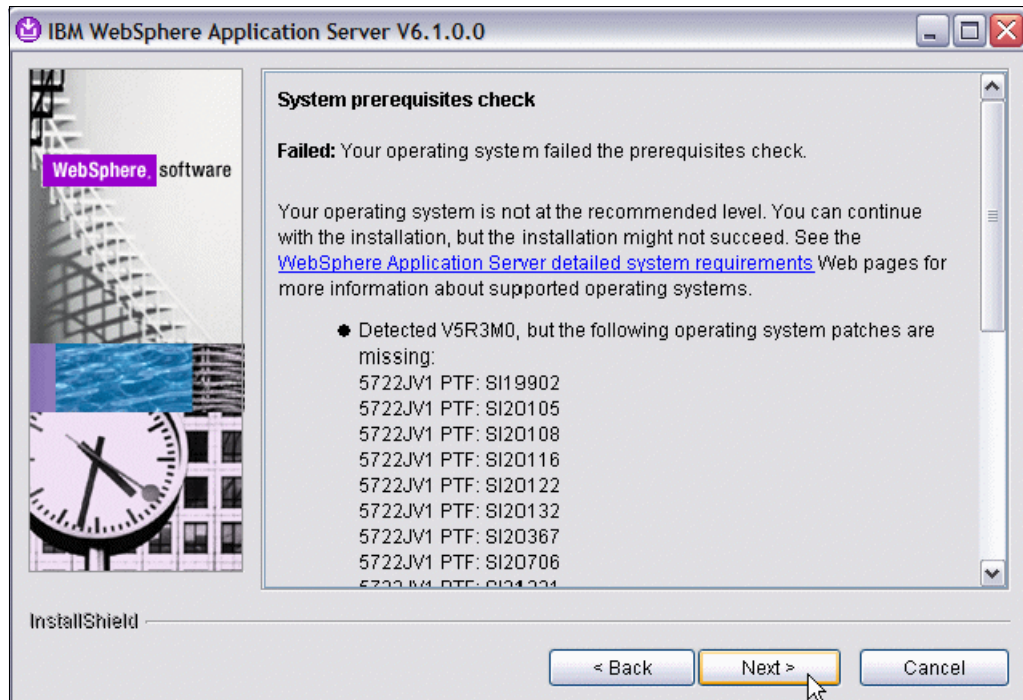 IBM WebSphere Application Server V6.1.0.0
WebSphere. software
System prerequisites check
Failed: Your operating system failed the prerequisites check.
Your operating system is not at the recommended level. You can continue
with the installation, but the installation might not succeed. See the
WebSphere Application Server detailed system requirements Web pages for
more information about supported operating systems.
Detected V5R3M0, but the following operating system patches are
missing:
5722JV1 PTF: SI19902
5722JV1 PTF: SI20105
5722JV1 PTF: SI20108
5722JV1 PTF: SI20116
5722JV1 PTF: SI20122
5722JV1 PTF: SI20132
5722JV1 PTF: SI20367
5722JV1 PTF: SI20706
5722JV1 PTF:
InstallShield
< Back
Next >
Cancel